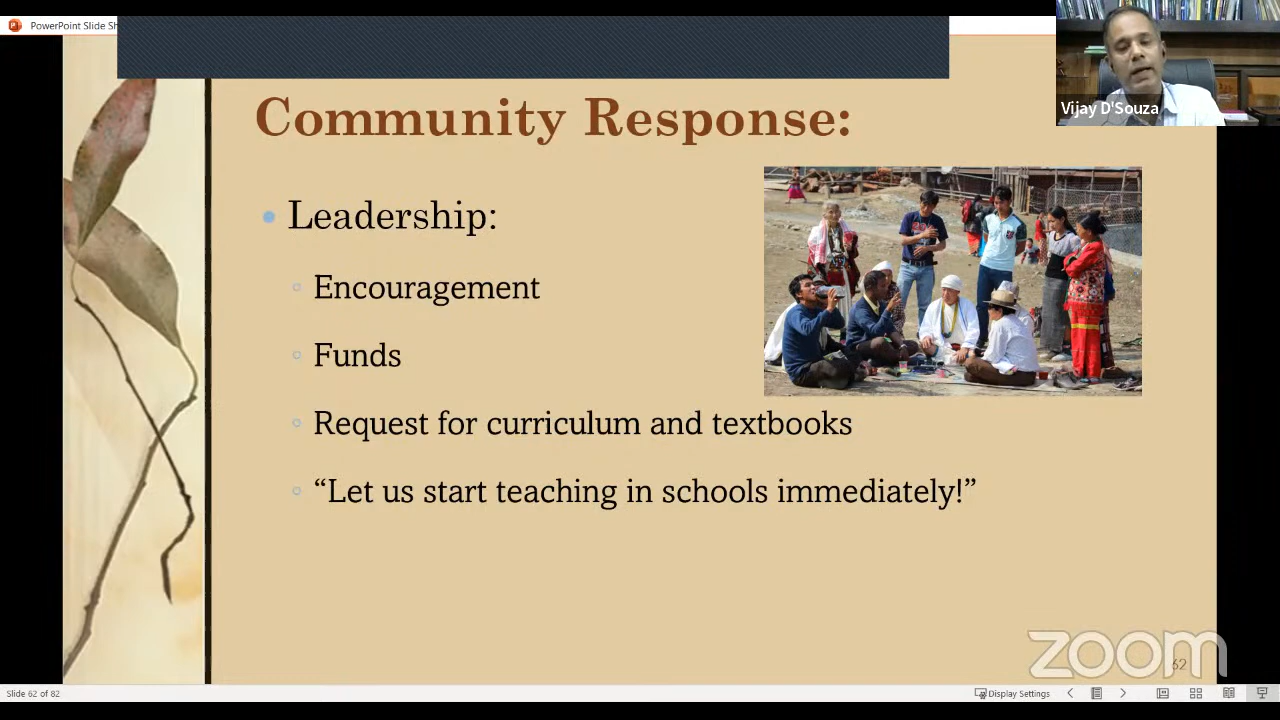 PowerPoint Slide Sh
Vijay D'Souza
Community Response:
Leadership:
Encouragement
Funds
Request for curriculum and textbooks
“Let us start teaching in schools immediately!”
zoom
62
Slide 62 of 82
Display Settings